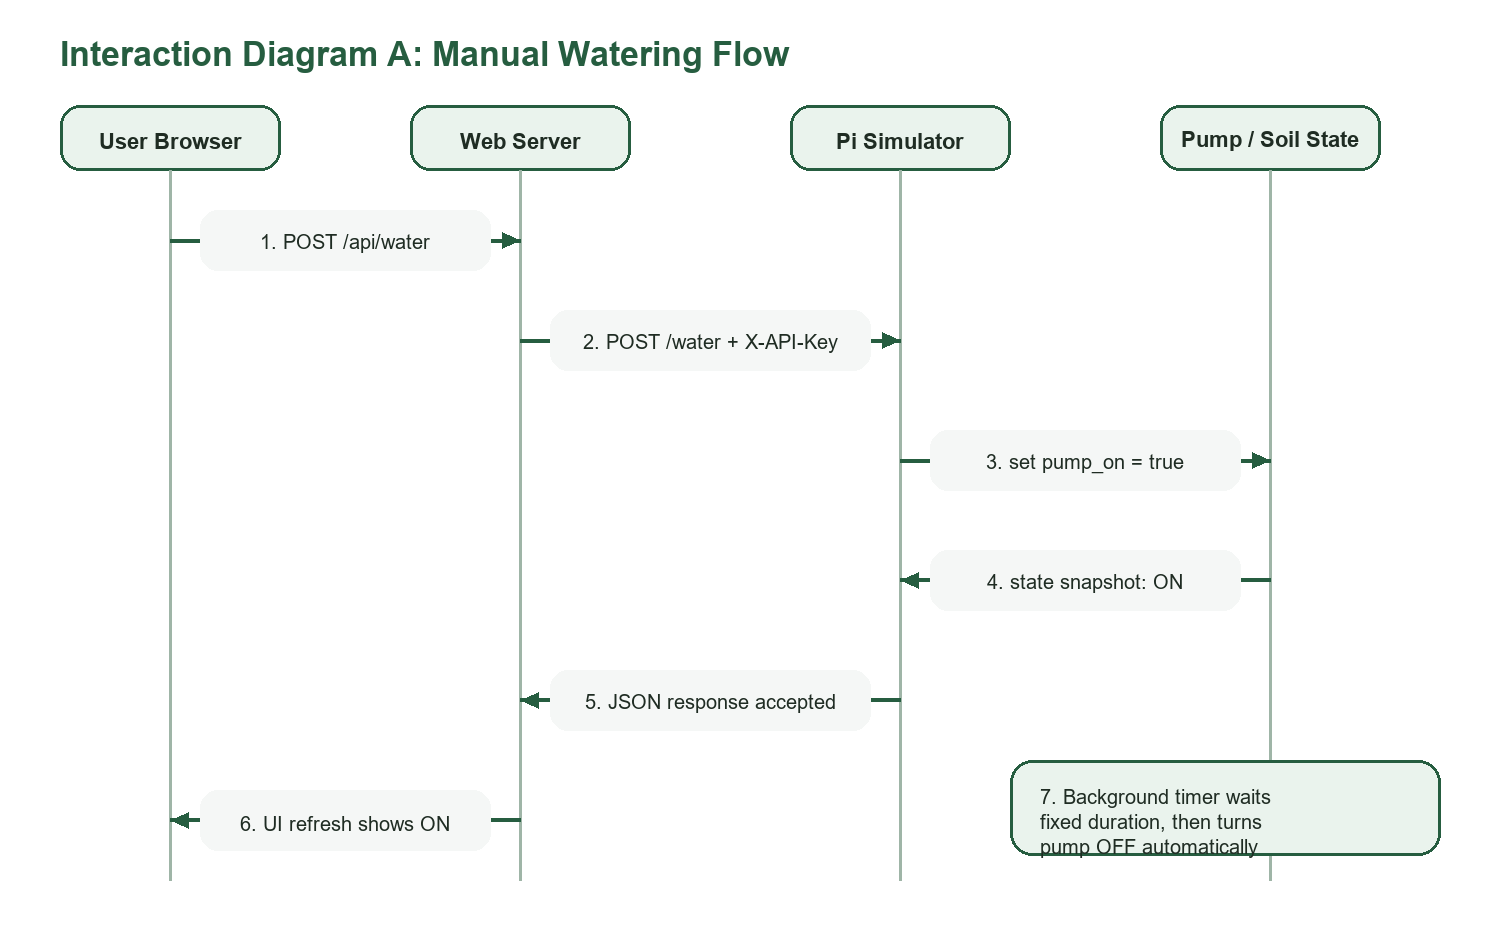 Interaction Diagram A: Manual Watering Flow
User Browser
Web Server
Pi Simulator
Pump / Soil State
1. POST /api/water
2. POST /water + X-API-Key
3. set pump_on = true
4. state snapshot: ON
5. JSON response accepted
6. UI refresh shows ON
7. Background timer waits
fixed duration, then turns
pump OFF automatically